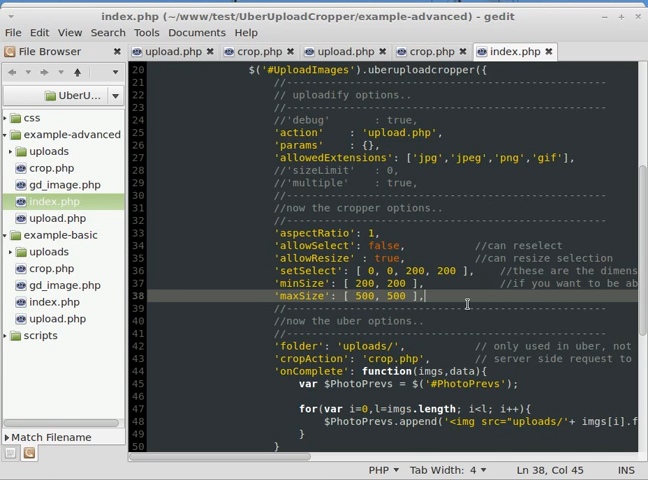 index.php (~/www/test/UberUploadCropper/example-advanced) - gedit
File Edit View Search Tools Documents Help
File Browser
upload.php crop.php upload.php crop.php index.php
UberU...
css
example-advanced
uploads
crop.php
gd_image.php
index.php
upload.php
example-basic
uploads
crop.php
gd_image.php
index.php
upload.php
scripts
Match Filename
20 $('#UploadImages').uberuploadcropper({
21 //---------------------------------------------------
22 // uploadify options..
23 //---------------------------------------------------
24 //'debug' : true,
25 'action' : 'upload.php',
26 'params' : {},
27 'allowedExtensions': ['jpg','jpeg','png','gif'],
28 //'sizeLimit' : 0,
29 //'multiple' : true,
30 //---------------------------------------------------
31 //now the cropper options..
32 //---------------------------------------------------
33 'aspectRatio': 1,
34 'allowSelect': false, //can reselect
35 'allowResize' : true, //can resize selection
36 'setSelect': [ 0, 0, 200, 200 ], //these are the dimens
37 'minSize': [ 200, 200 ], //if you want to be ab
38 'maxSize': [ 500, 500 ],
39 //---------------------------------------------------
40 //now the uber options..
41 //---------------------------------------------------
42 'folder': 'uploads/', // only used in uber, not
43 'cropAction': 'crop.php', // server side request to
44 'onComplete': function(imgs,data){
45 var $PhotoPrevs = $('#PhotoPrevs');
46
47 for(var i=0,l=imgs.length; i<l; i++){
48 $PhotoPrevs.append('<img src="uploads/'+ imgs[i].f
49 }
50 }
PHP Tab Width: 4 Ln 38, Col 45 INS